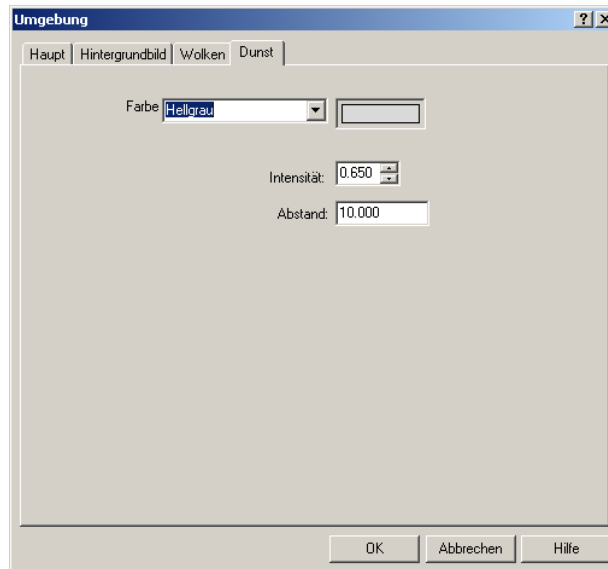 Umgebung
Haupt Hintergrundbild Wolken Dunst
Farbe Hellgrau
Intensität: 0.650
Abstand: 10.000
OK Abbrechen Hilfe